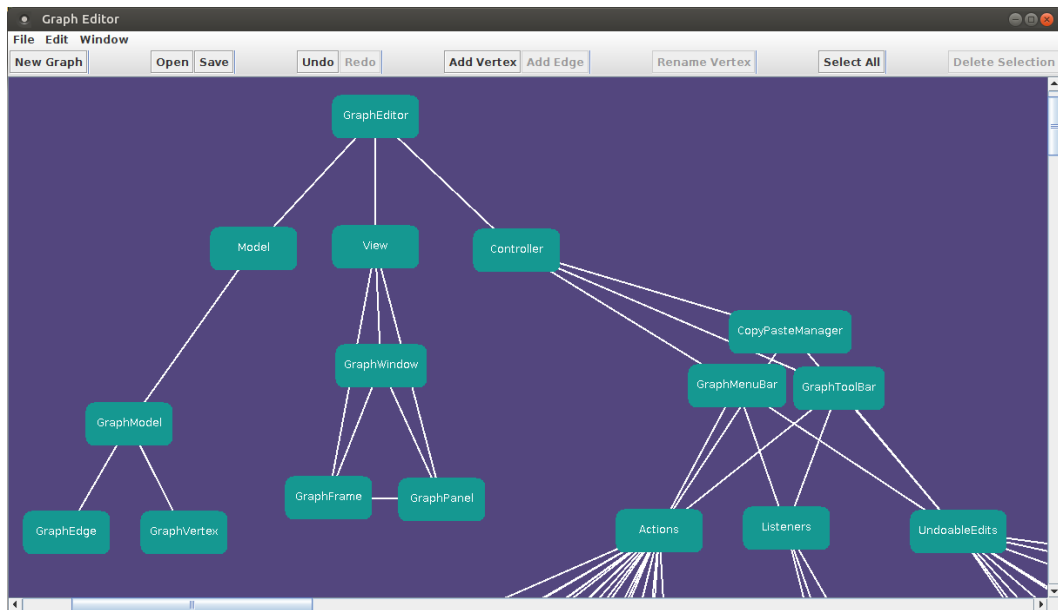 Graph Editor
File Edit Window
New Graph Open Save Undo Redo Add Vertex Add Edge Rename Vertex Select All Delete Selection
GraphEditor
Model View Controller
CopyPasteManager
GraphWindow GraphMenuBar GraphToolBar
GraphModel
GraphFrame GraphPanel
GraphEdge GraphVertex Actions Listeners UndoableEdits